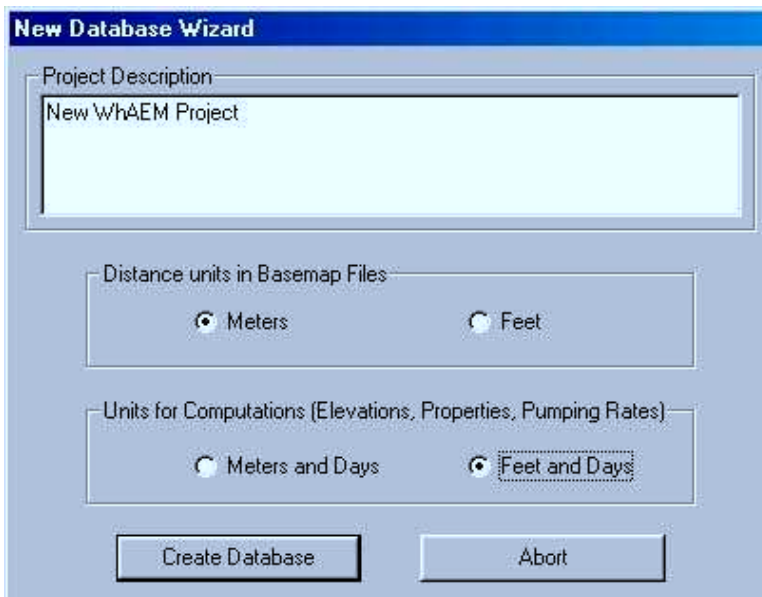 New Database Wizard
Project Description
New WhAEM Project
Distance units in Basemap Files
Meters Feet
Units for Computations (Elevations, Properties, Pumping Rates)
Meters and Days Feet and Days
Create Database Abort